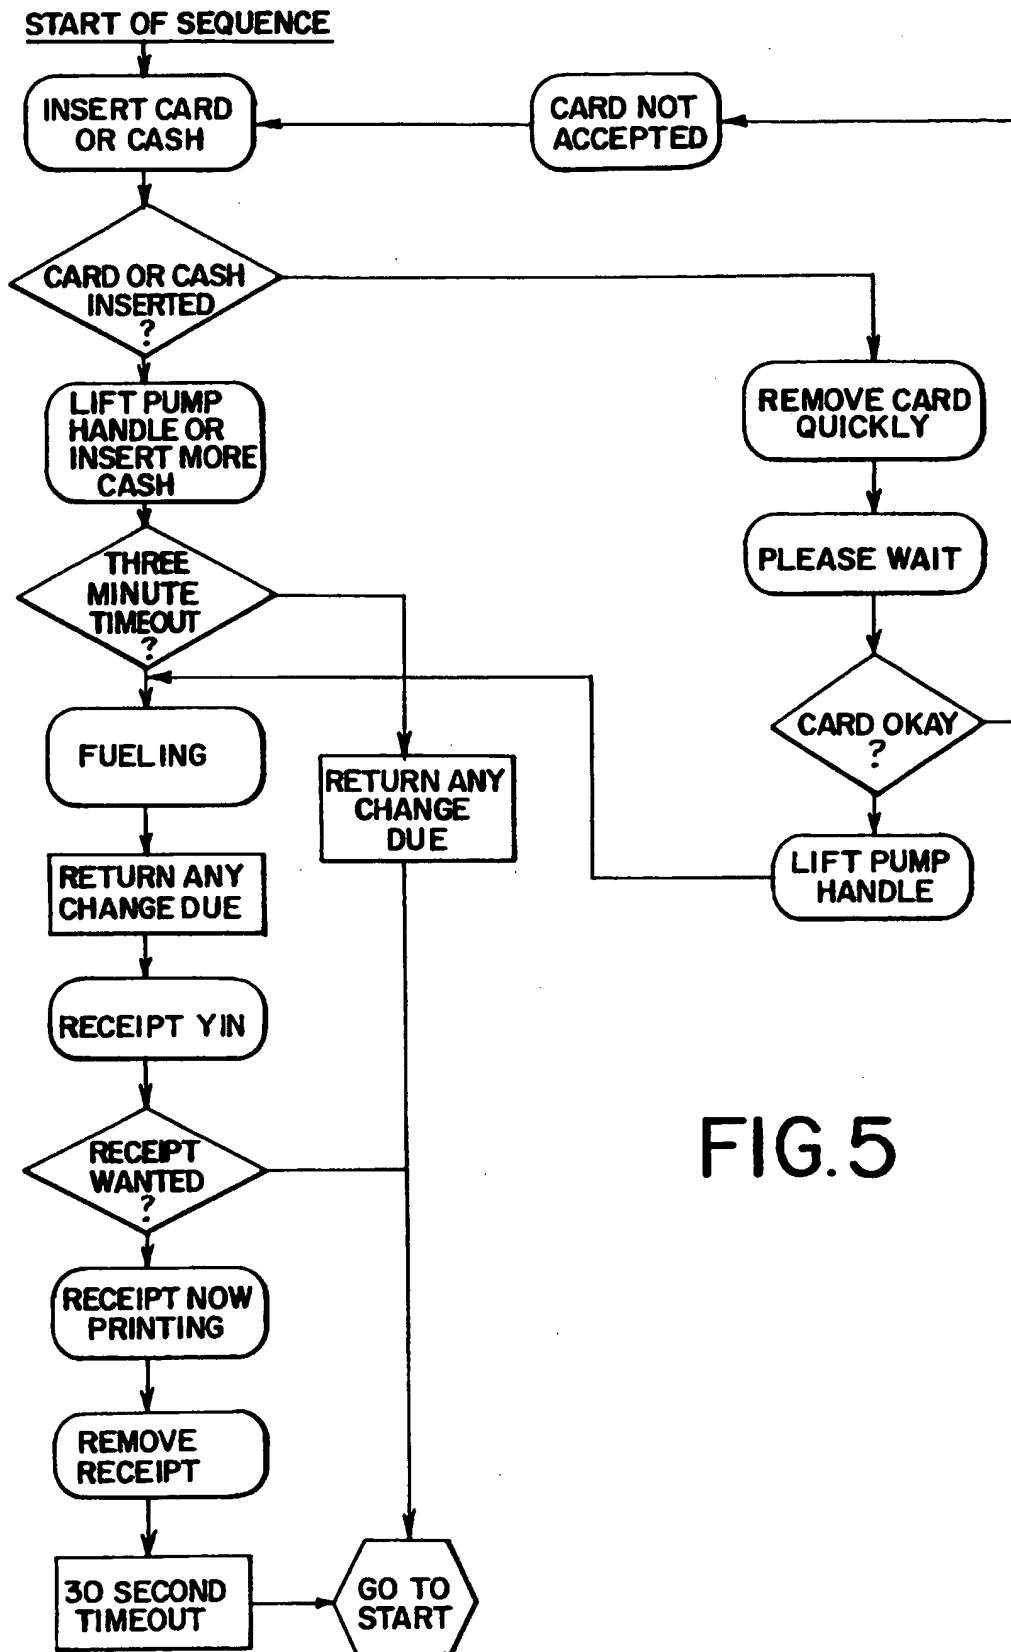 START OF SEQUENCE
INSERT CARD
OR CASH
CARD NOT
ACCEPTED
CARD OR CASH
INSERTED
?
LIFT PUMP
HANDLE OR
INSERT MORE
CASH
REMOVE CARD
QUICKLY
PLEASE WAIT
THREE
MINUTE
TIMEOUT
?
CARD OKAY
?
FUELING
RETURN ANY
CHANGE
DUE
LIFT PUMP
HANDLE
RETURN ANY
CHANGE DUE
RECEIPT YIN
RECEIPT
WANTED
?
FIG. 5
RECEIPT NOW
PRINTING
REMOVE
RECEIPT
30 SECOND
TIMEOUT
GO TO
START